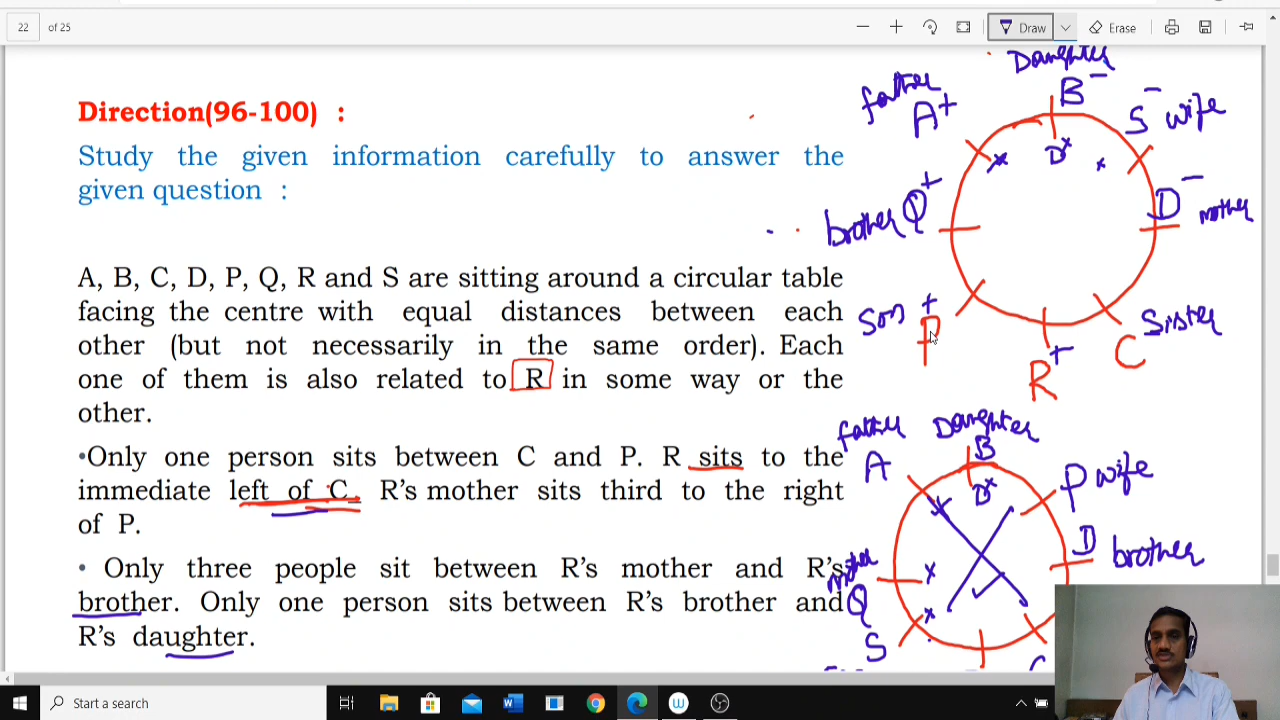 22 of 25
Draw
Erase
Direction(96-100) :
Study the given information carefully to answer the
given question :
A, B, C, D, P, Q, R and S are sitting around a circular table
facing the centre with equal distances between each
other (but not necessarily in the same order). Each
one of them is also related to R in some way or the
other.
•Only one person sits between C and P. R sits to the
immediate left of C. R's mother sits third to the right
of P.
• Only three people sit between R's mother and R's
brother. Only one person sits between R's brother and
R's daughter.
Daughter
B−
father
A+
S− wife
D×
D−
mother
brother Q+
Son +
P
R+
C
Sister
father
A
Daughter
B
D×
P wife
D brother
mother
Q
S
Start a search